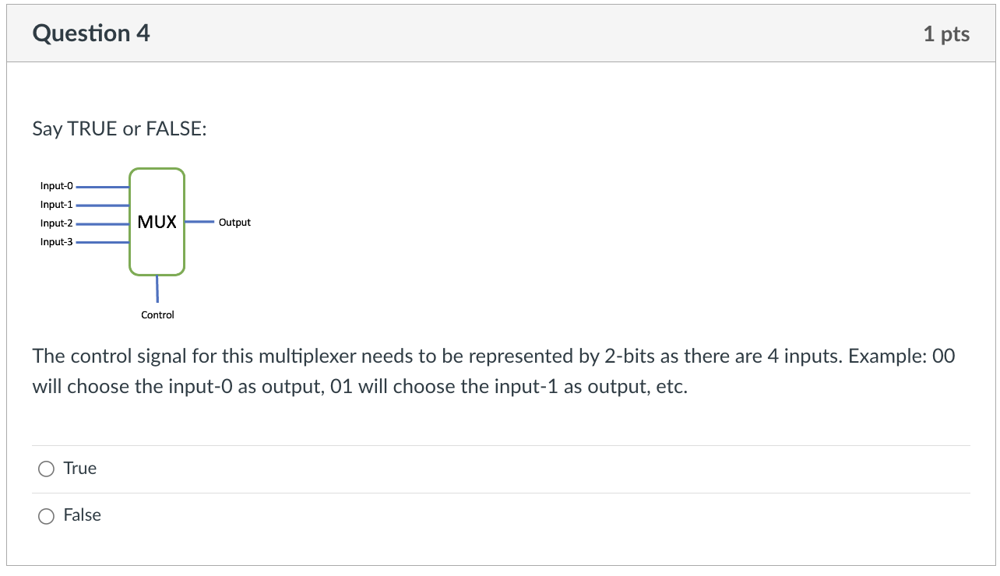 Question 4
1 pts
Say TRUE or FALSE:
Input-0
Input-1
Input-2
Input-3
MUX
Output
Control
The control signal for this multiplexer needs to be represented by 2-bits as there are 4 inputs. Example: 00
will choose the input-0 as output, 01 will choose the input-1 as output, etc.
True
False